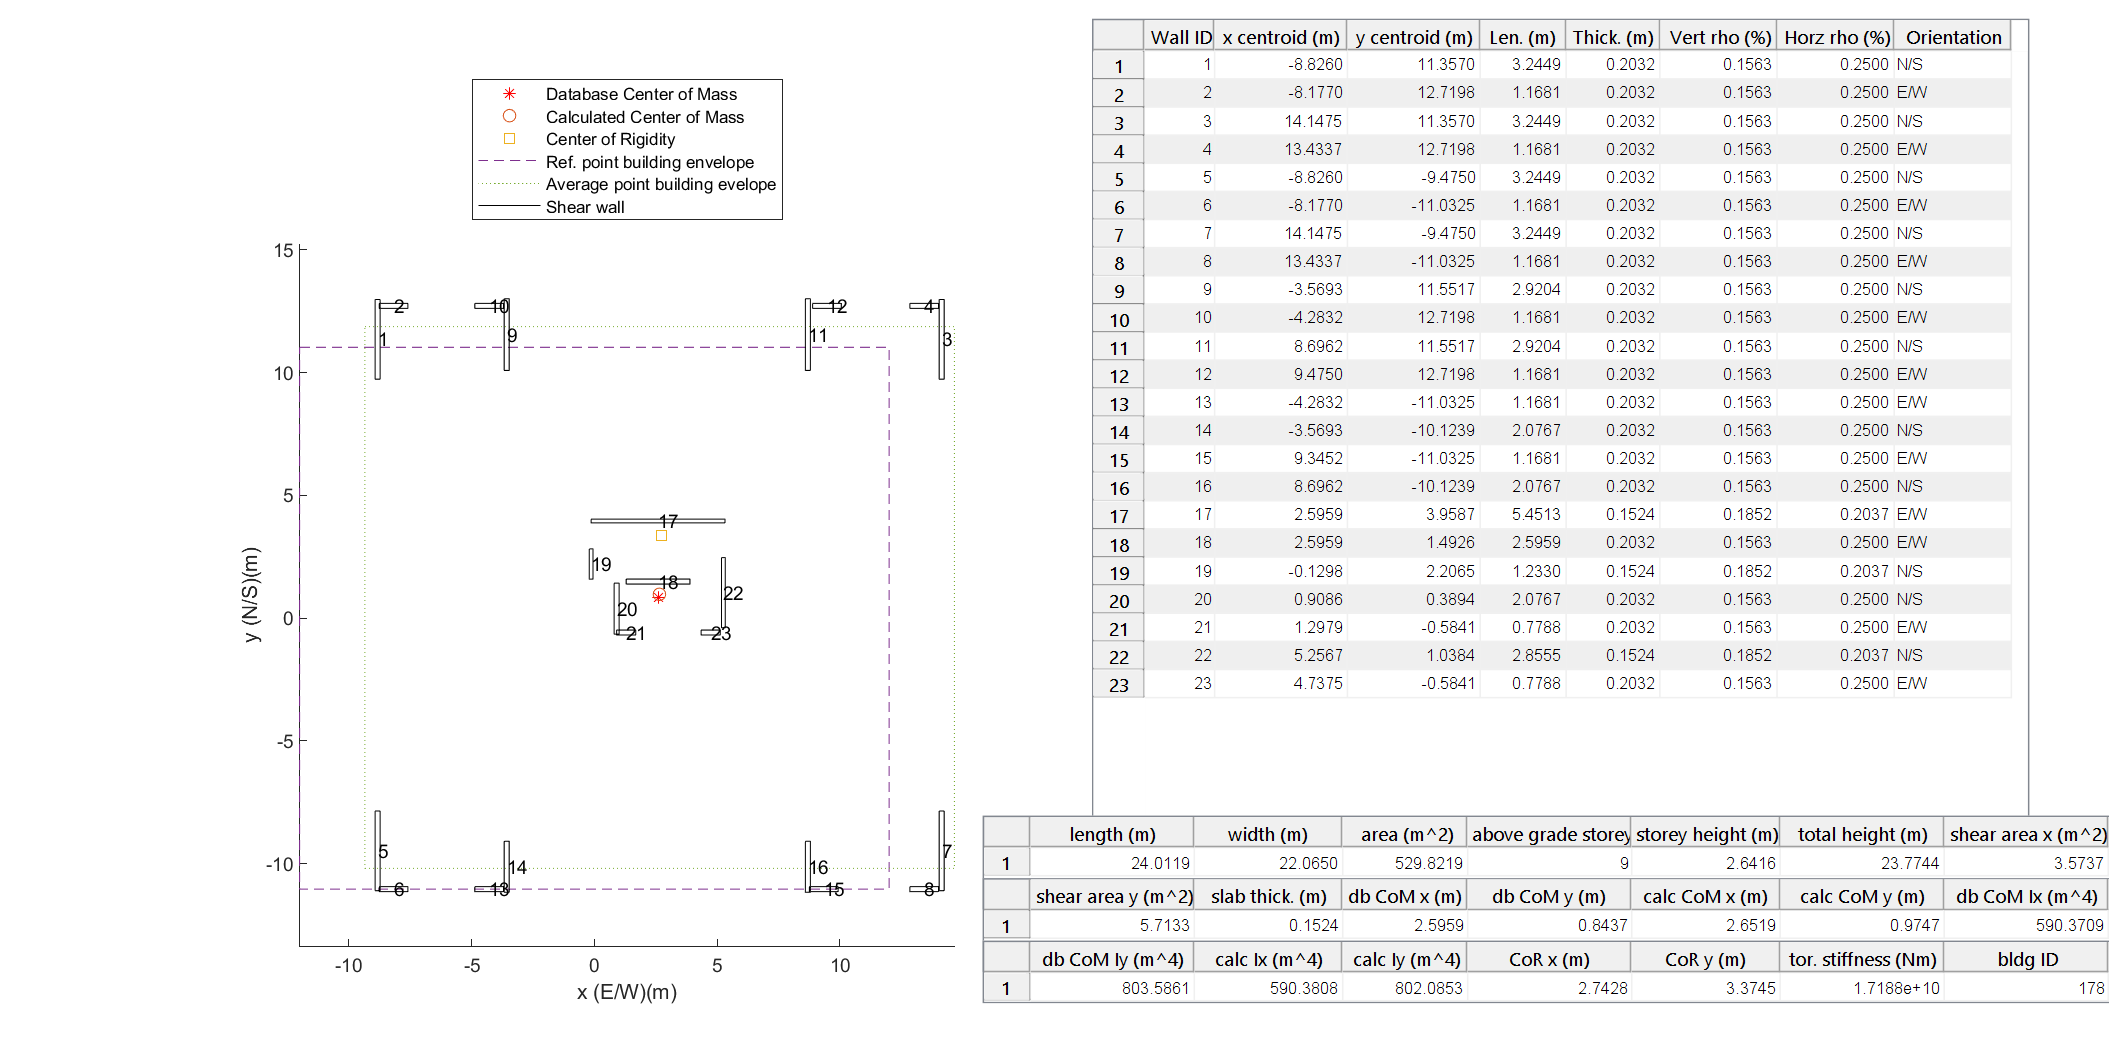 Database Center of Mass
Calculated Center of Mass
Center of Rigidity
Ref. point building envelope
Average point building evelope
Shear wall
15
10
5
0
-5
-10
-10 -5 0 5 10
y (N/S)(m)
x (E/W)(m)
2 10 12 4
1 9 11 3
17
19
18
20 22
21 23
5 14 16 7
6 13 15 8
Wall ID x centroid (m) y centroid (m) Len. (m) Thick. (m) Vert rho (%) Horz rho (%) Orientation
1 1 -8.8260 11.3570 3.2449 0.2032 0.1563 0.2500 N/S
2 2 -8.1770 12.7198 1.1681 0.2032 0.1563 0.2500 E/W
3 3 14.1475 11.3570 3.2449 0.2032 0.1563 0.2500 N/S
4 4 13.4337 12.7198 1.1681 0.2032 0.1563 0.2500 E/W
5 5 -8.8260 -9.4750 3.2449 0.2032 0.1563 0.2500 N/S
6 6 -8.1770 -11.0325 1.1681 0.2032 0.1563 0.2500 E/W
7 7 14.1475 -9.4750 3.2449 0.2032 0.1563 0.2500 N/S
8 8 13.4337 -11.0325 1.1681 0.2032 0.1563 0.2500 E/W
9 9 -3.5693 11.5517 2.9204 0.2032 0.1563 0.2500 N/S
10 10 -4.2832 12.7198 1.1681 0.2032 0.1563 0.2500 E/W
11 11 8.6962 11.5517 2.9204 0.2032 0.1563 0.2500 N/S
12 12 9.4750 12.7198 1.1681 0.2032 0.1563 0.2500 E/W
13 13 -4.2832 -11.0325 1.1681 0.2032 0.1563 0.2500 E/W
14 14 -3.5693 -10.1239 2.0767 0.2032 0.1563 0.2500 N/S
15 15 9.3452 -11.0325 1.1681 0.2032 0.1563 0.2500 E/W
16 16 8.6962 -10.1239 2.0767 0.2032 0.1563 0.2500 N/S
17 17 2.5959 3.9587 5.4513 0.1524 0.1852 0.2037 E/W
18 18 2.5959 1.4926 2.5959 0.2032 0.1563 0.2500 E/W
19 19 -0.1298 2.2065 1.2330 0.1524 0.1852 0.2037 N/S
20 20 0.9086 0.3894 2.0767 0.2032 0.1563 0.2500 N/S
21 21 1.2979 -0.5841 0.7788 0.2032 0.1563 0.2500 E/W
22 22 5.2567 1.0384 2.8555 0.1524 0.1852 0.2037 N/S
23 23 4.7375 -0.5841 0.7788 0.2032 0.1563 0.2500 E/W
length (m) width (m) area (m^2) above grade storey storey height (m) total height (m) shear area x (m^2)
1 24.0119 22.0650 529.8219 9 2.6416 23.7744 3.5737
shear area y (m^2) slab thick. (m) db CoM x (m) db CoM y (m) calc CoM x (m) calc CoM y (m) db CoM Ix (m^4)
1 5.7133 0.1524 2.5959 0.8437 2.6519 0.9747 590.3709
db CoM Iy (m^4) calc Ix (m^4) calc Iy (m^4) CoR x (m) CoR y (m) tor. stiffness (Nm) bldg ID
1 803.5861 590.3808 802.0853 2.7428 3.3745 1.7188e+10 178